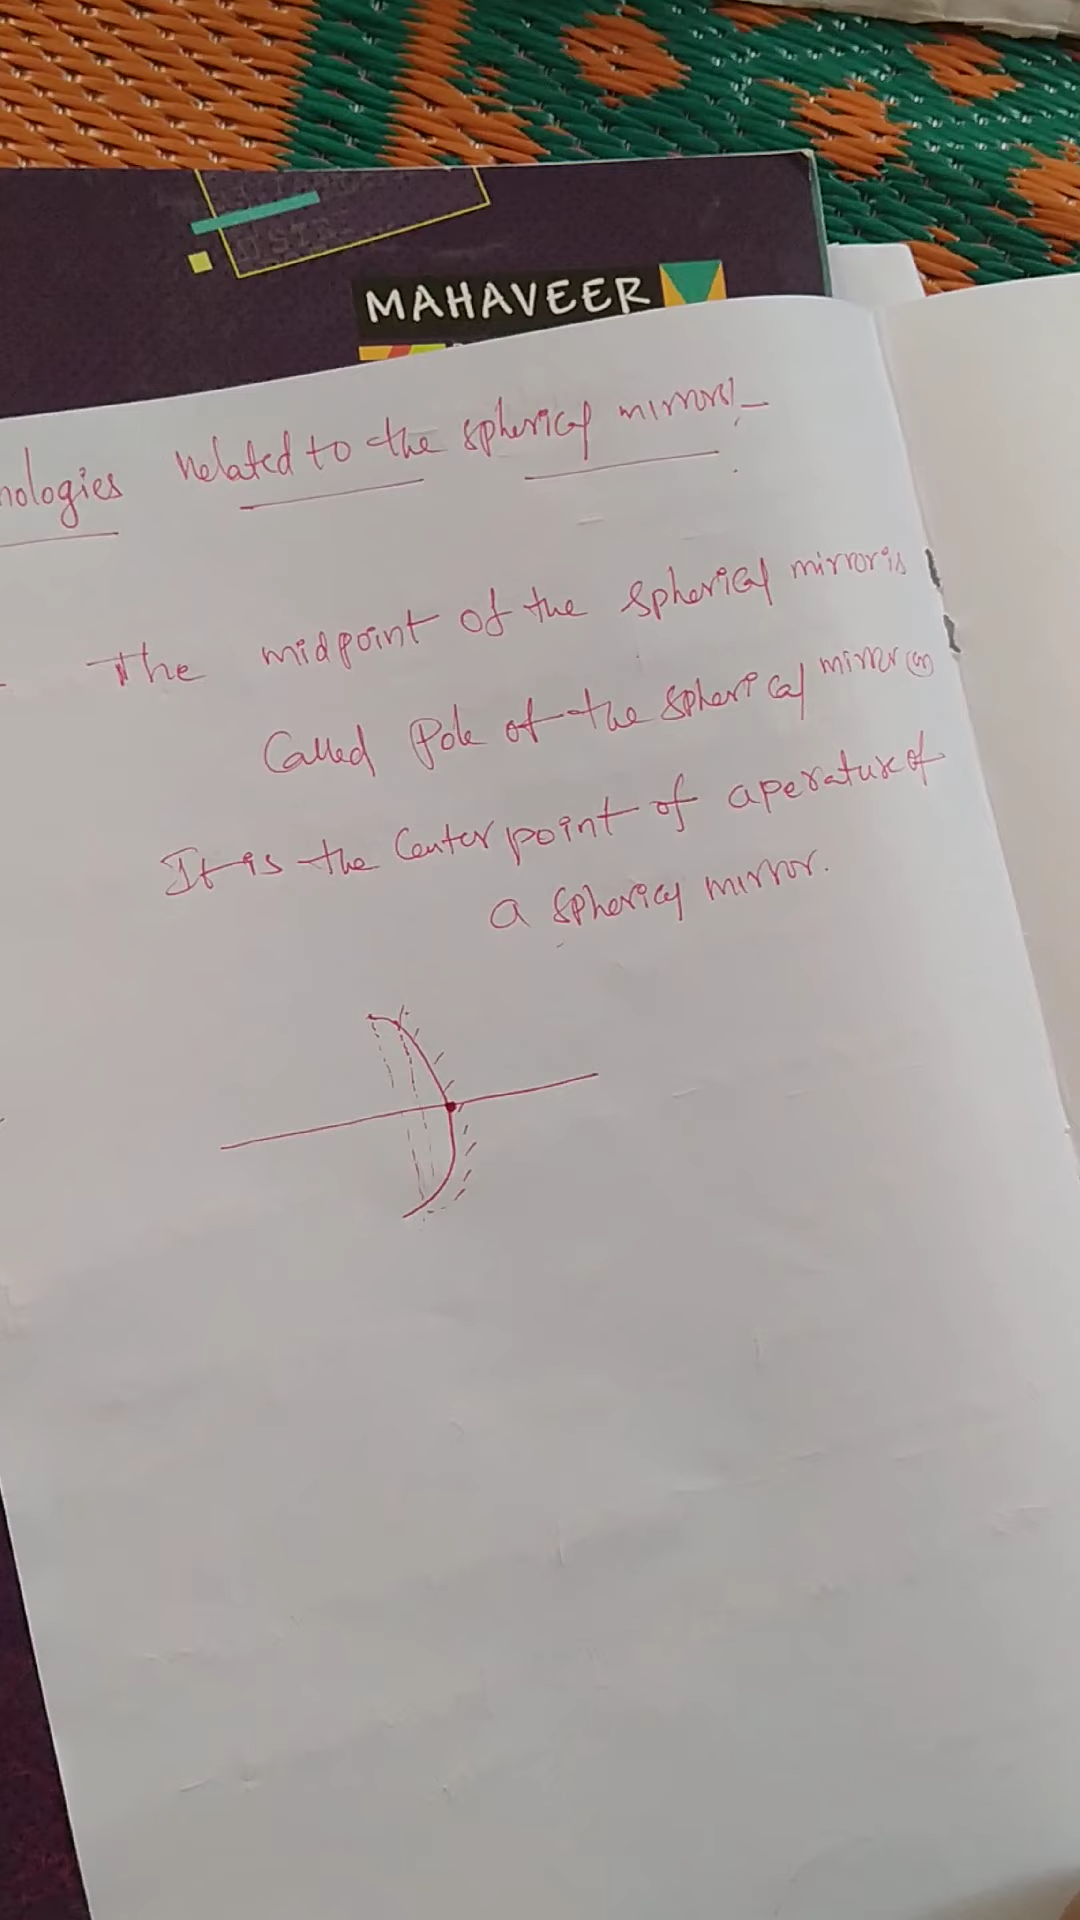 MAHAVEER
nologies related to the spherical mirrors:-
The midpoint of the spherical mirror is
Called Pole of the spherical mirror (or)
It is the Center point of aperature of
a spherical mirror.